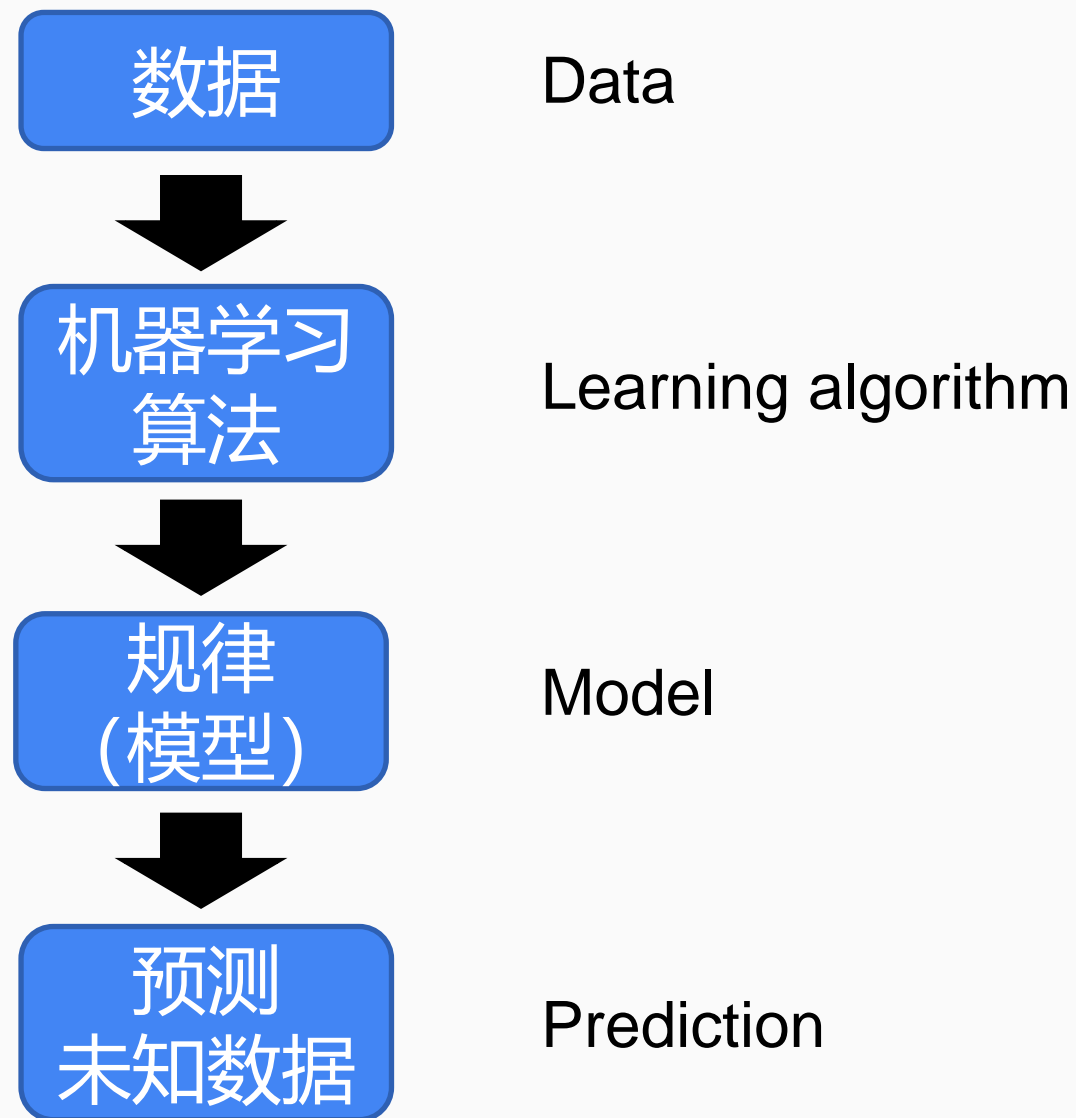 数据
Data
机器学习
算法
Learning algorithm
规律
(模型)
Model
预测
未知数据
Prediction